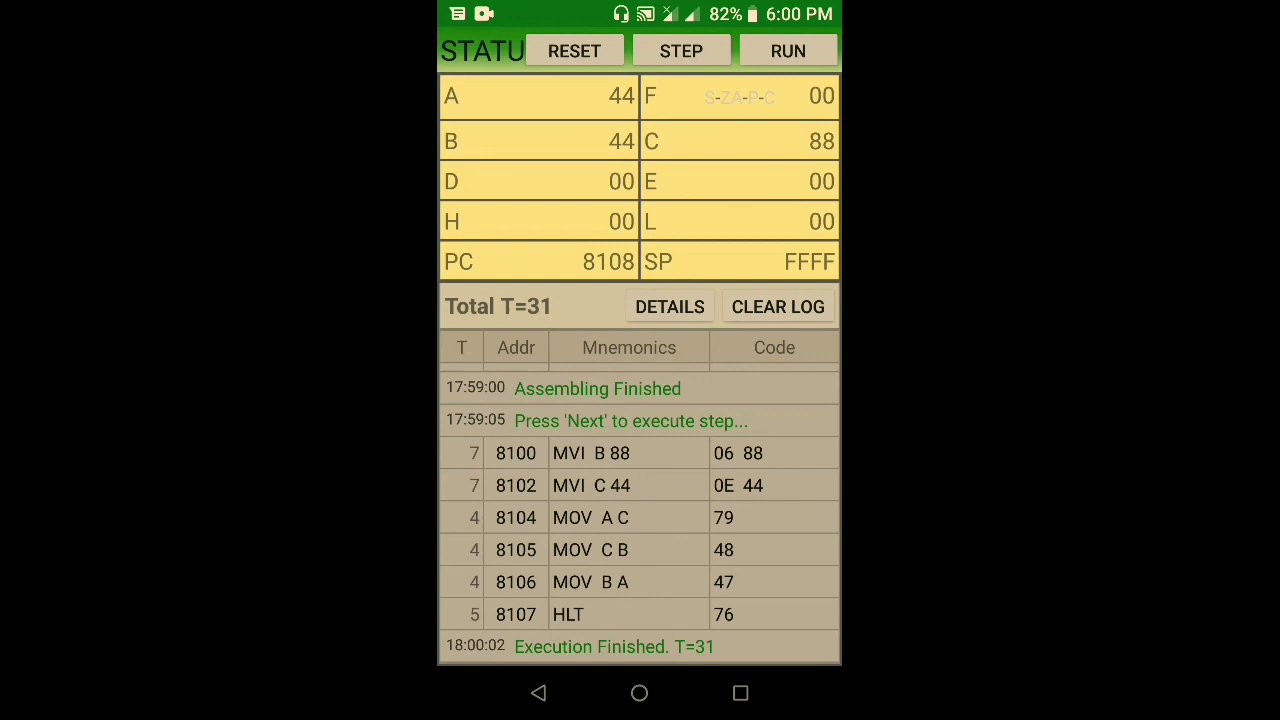 82% 6:00 PM
STATU RESET STEP RUN
A 44 F S-ZA-P-C 00
B 44 C 88
D 00 E 00
H 00 L 00
PC 8108 SP FFFF
Total T=31 DETAILS CLEAR LOG
T Addr Mnemonics Code
17:59:00 Assembling Finished
17:59:05 Press 'Next' to execute step...
7 8100 MVI B 88 06 88
7 8102 MVI C 44 0E 44
4 8104 MOV A C 79
4 8105 MOV C B 48
4 8106 MOV B A 47
5 8107 HLT 76
18:00:02 Execution Finished. T=31